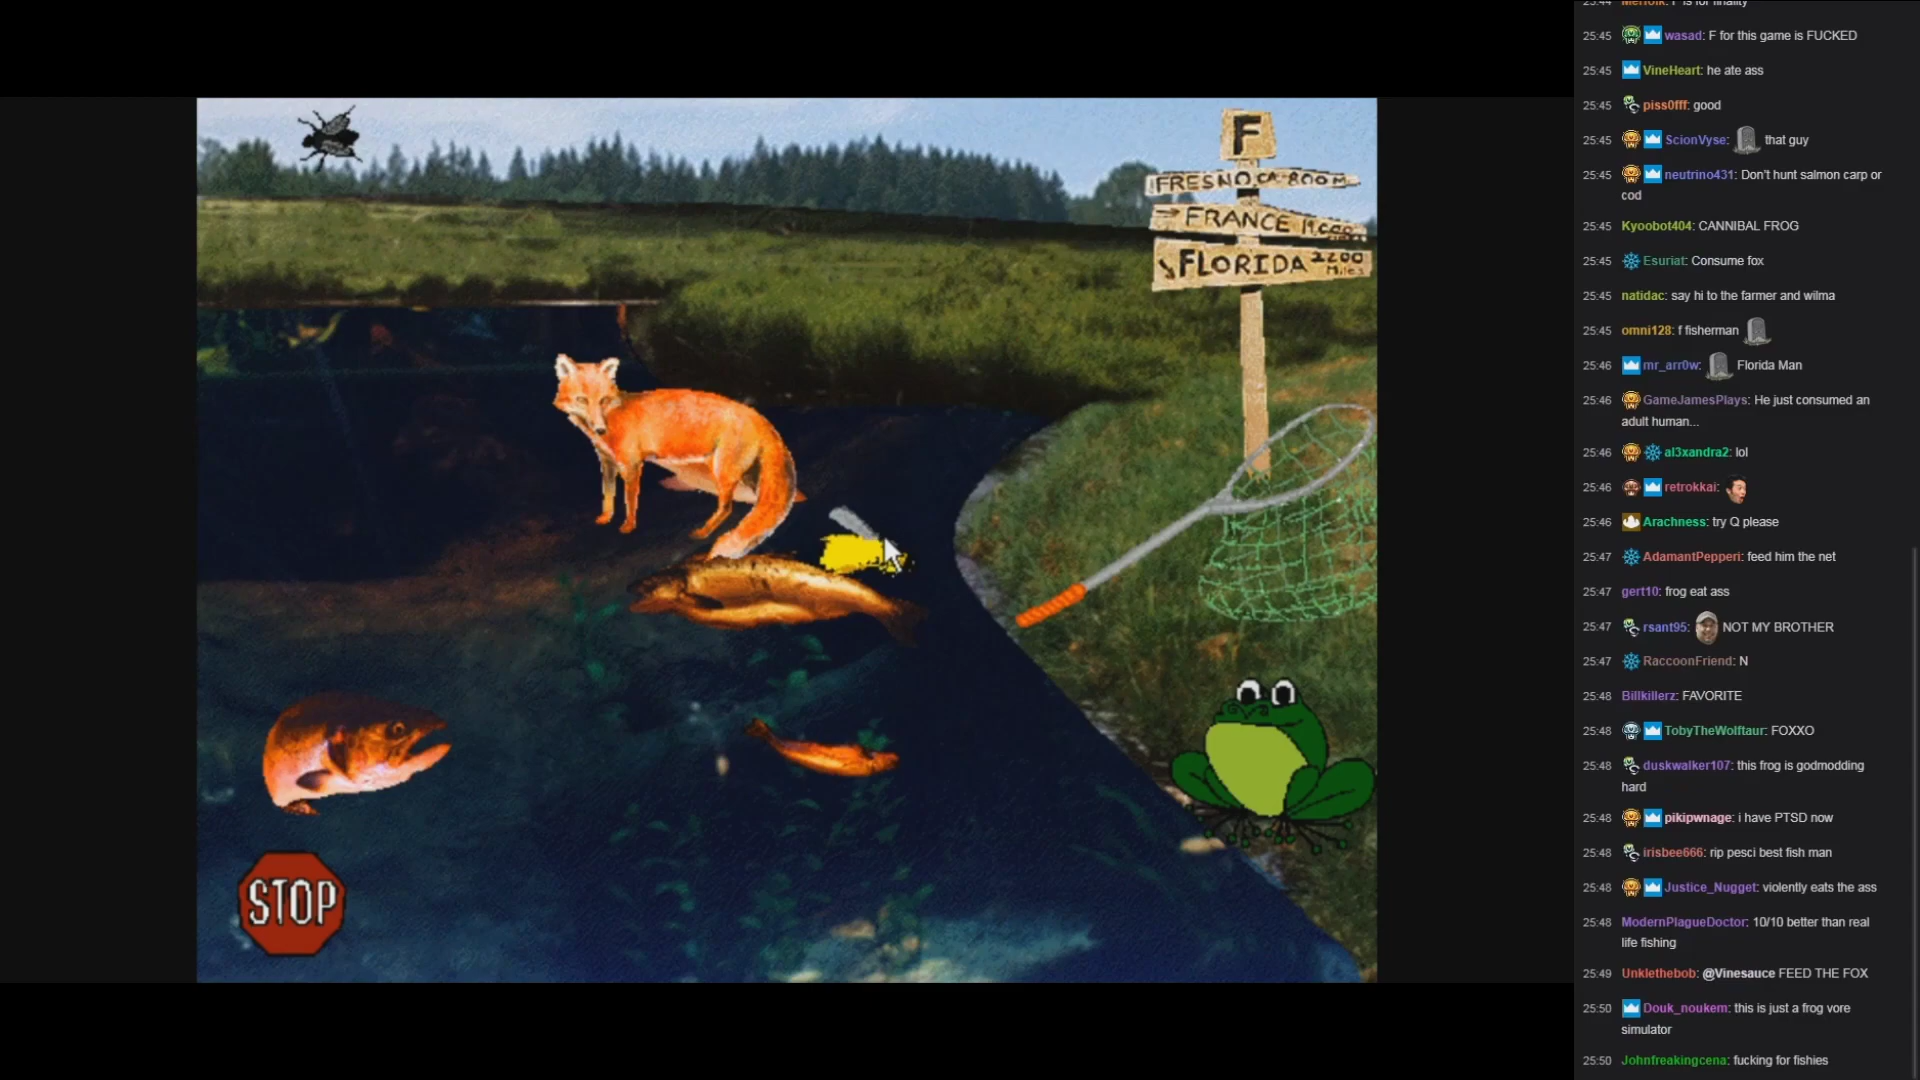 F
FRESNO, CA. 800 M
FRANCE
FLORIDA 2200
Miles
STOP
25:44 Merfolk: F is for finality
25:45 wasad: F for this game is FUCKED
25:45 VineHeart: he ate ass
25:45 piss0fff: good
25:45 ScionVyse: that guy
25:45 neutrino431: Don't hunt salmon carp or
cod
Kyoobot404: CANNIBAL FROG
25:45
25:45 Esuriat: Consume fox
25:45 natidac: say hi to the farmer and wilma
25:45 omni128: f fisherman
25:46 mr_arr0w: Florida Man
25:46 GameJamesPlays: He just consumed an
adult human...
25:46 al3xandra2: lol
25:46 retrokkai:
25:46 Arachness: try Q please
25:47 AdamantPepperi: feed him the net
25:47 gert10: frog eat ass
25:47 rsant95: NOT MY BROTHER
25:47 RaccoonFriend: N
25:48 Billkillerz: FAVORITE
25:48 TobyTheWolftaur: FOXXO
25:48 duskwalker107: this frog is godmodding
hard
25:48 pikipwnage: i have PTSD now
25:48 irisbee666: rip pesci best fish man
25:48 Justice_Nugget: violently eats the ass
25:48 ModernPlagueDoctor: 10/10 better than real
life fishing
25:49 Unklethebob: @Vinesauce FEED THE FOX
25:50 Douk_noukem: this is just a frog vore
simulator
25:50 Johnfreakingcena: fucking for fishies